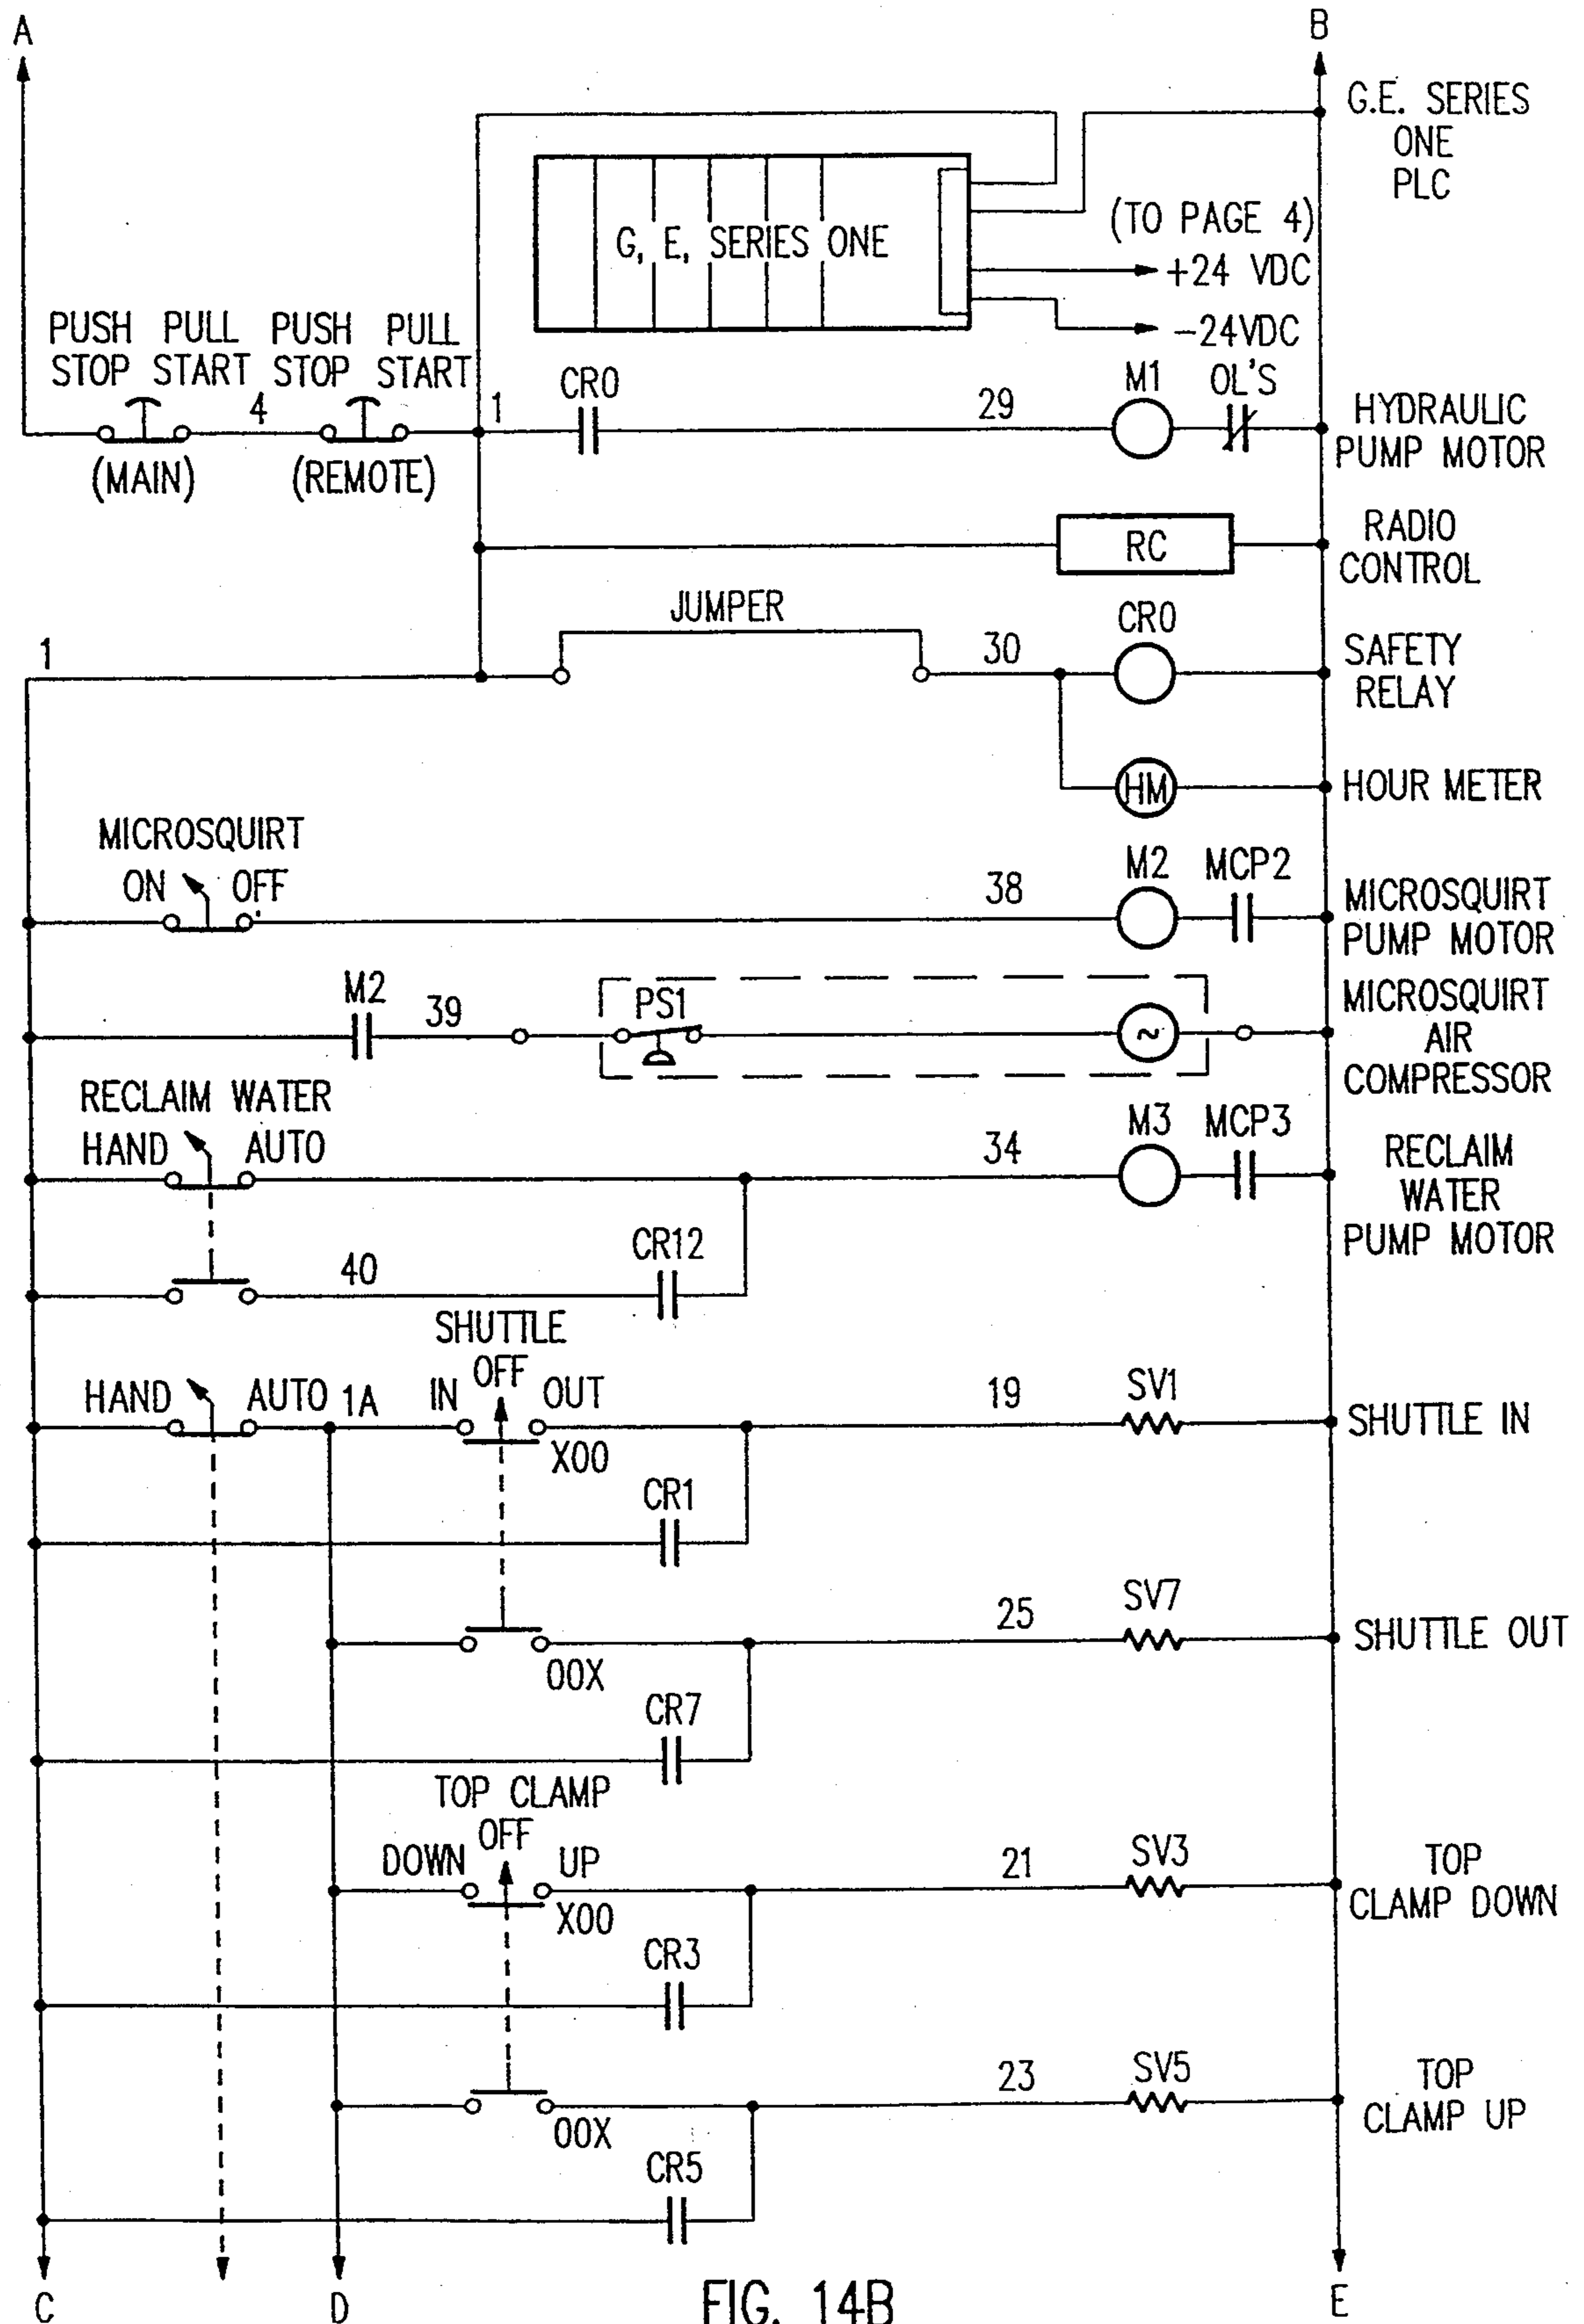 A
B
G.E. SERIES
ONE
PLC
G, E, SERIES ONE
(TO PAGE 4)
+24 VDC
-24VDC
PUSH PULL PUSH PULL
STOP START STOP START
4
1
(MAIN)
(REMOTE)
CR0
29
M1
OL'S
HYDRAULIC
PUMP MOTOR
RC
RADIO
CONTROL
1
JUMPER
30
CR0
SAFETY
RELAY
HM
HOUR METER
MICROSQUIRT
ON OFF
38
M2
MCP2
MICROSQUIRT
PUMP MOTOR
M2
39
PS1
~
MICROSQUIRT
AIR
COMPRESSOR
RECLAIM WATER
HAND AUTO
34
M3
MCP3
RECLAIM
WATER
PUMP MOTOR
40
CR12
SHUTTLE
HAND AUTO
1A
IN OFF OUT
X00
19
SV1
SHUTTLE IN
CR1
00X
25
SV7
SHUTTLE OUT
CR7
TOP CLAMP
DOWN OFF UP
X00
21
SV3
TOP
CLAMP DOWN
CR3
00X
23
SV5
TOP
CLAMP UP
CR5
C
D
E
FIG. 14B